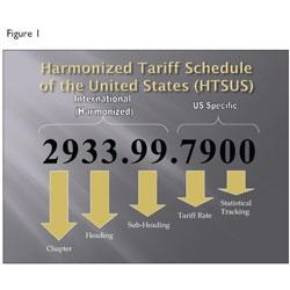 Figure 1
Harmonized Tariff Schedule
of the United States (HTSUS)
International
(Harmonized)
US Specific
2933.99.7900
Chapter
Heading
Sub-Heading
Tariff Rate
Statistical
Tracking